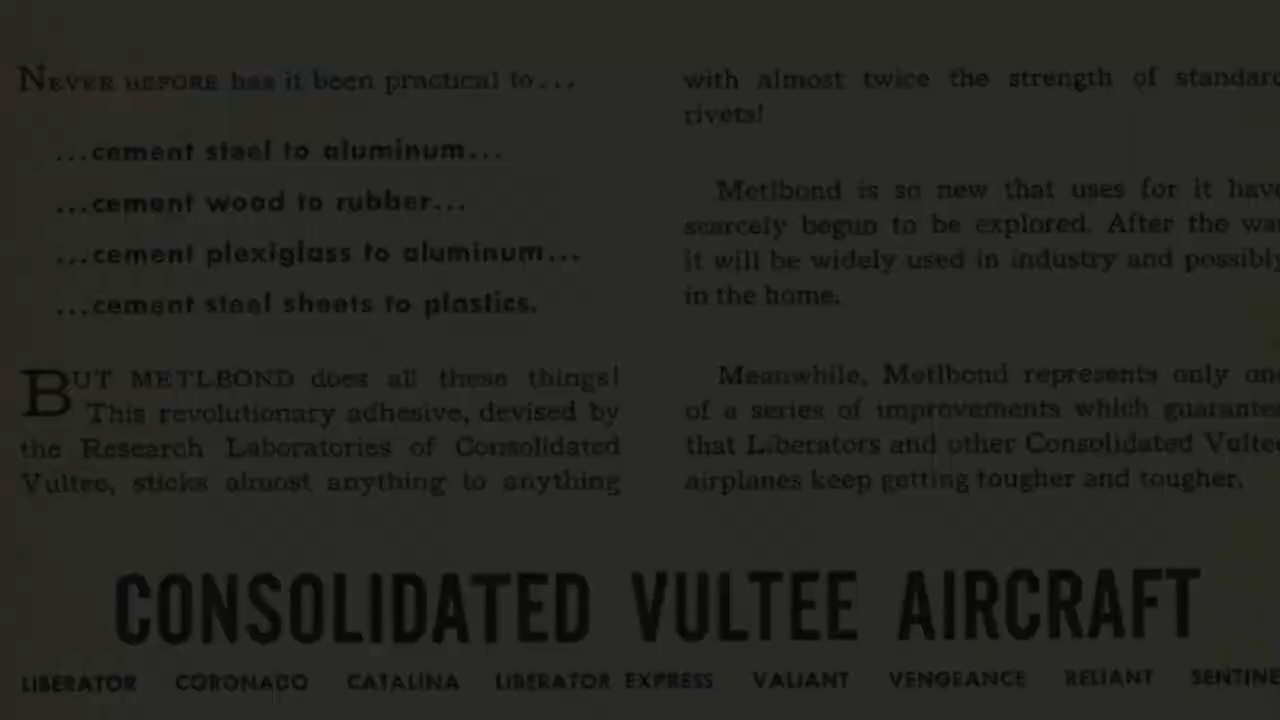 NEVER BEFORE has it been practical to...
...cement steel to aluminum...
...cement wood to rubber...
...cement plexiglass to aluminum...
...cement steel sheets to plastics.
BUT METLBOND does all these things!
This revolutionary adhesive, devised by
the Research Laboratories of Consolidated
Vultee, sticks almost anything to anything
with almost twice the strength of standard
rivets!
Metlbond is so new that uses for it have
scarcely begun to be explored. After the wa
it will be widely used in industry and possibly
in the home.
Meanwhile, Metlbond represents only one
of a series of improvements which guarantee
that Liberators and other Consolidated Vultee
airplanes keep getting tougher and tougher.
CONSOLIDATED VULTEE AIRCRAFT
LIBERATOR CORONADO CATALINA LIBERATOR EXPRESS VALIANT VENGEANCE RELIANT SENTINE